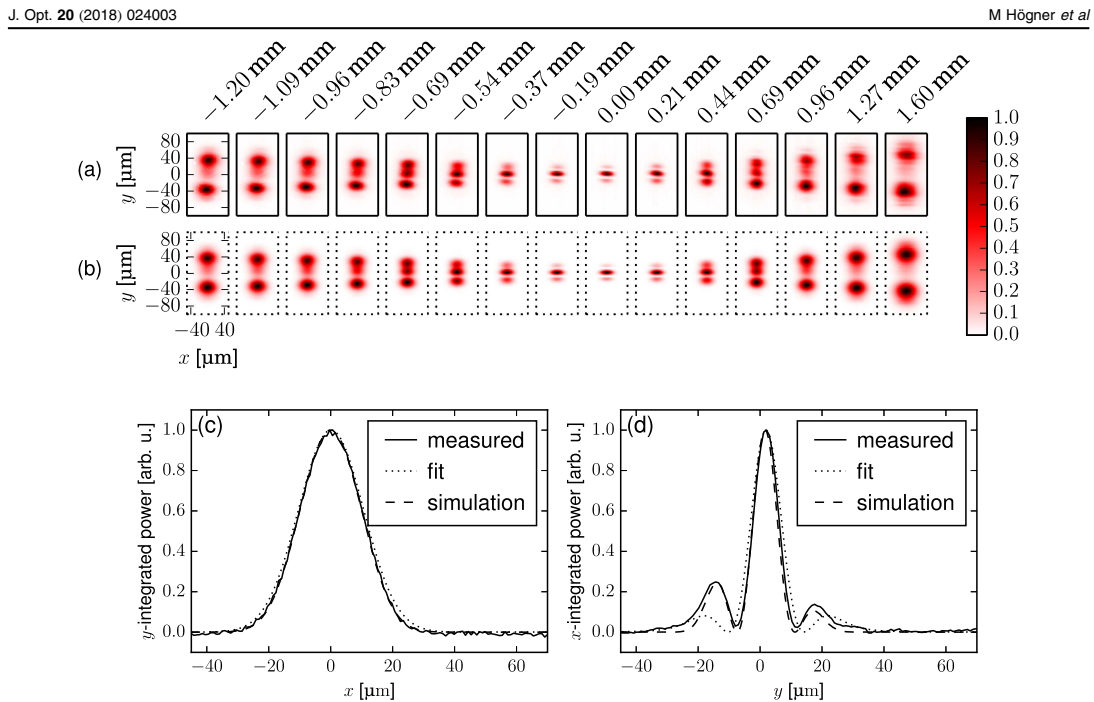 J. Opt. 20 (2018) 024003 M Högner et al
−1.20 mm −1.09 mm −0.96 mm −0.83 mm −0.69 mm −0.54 mm −0.37 mm −0.19 mm 0.00 mm 0.21 mm 0.44 mm 0.69 mm 0.96 mm 1.27 mm 1.60 mm
(a)
y [µm]
80
40
0
−40
−80
(b)
y [µm]
80
40
0
−40
−80
−40 40
x [µm]
1.0
0.9
0.8
0.7
0.6
0.5
0.4
0.3
0.2
0.1
0.0
(c)
measured
fit
simulation
y-integrated power [arb. u.]
1.0
0.8
0.6
0.4
0.2
0.0
−40 −20 0 20 40 60
x [µm]
(d)
measured
fit
simulation
x-integrated power [arb. u.]
1.0
0.8
0.6
0.4
0.2
0.0
−40 −20 0 20 40 60
y [µm]